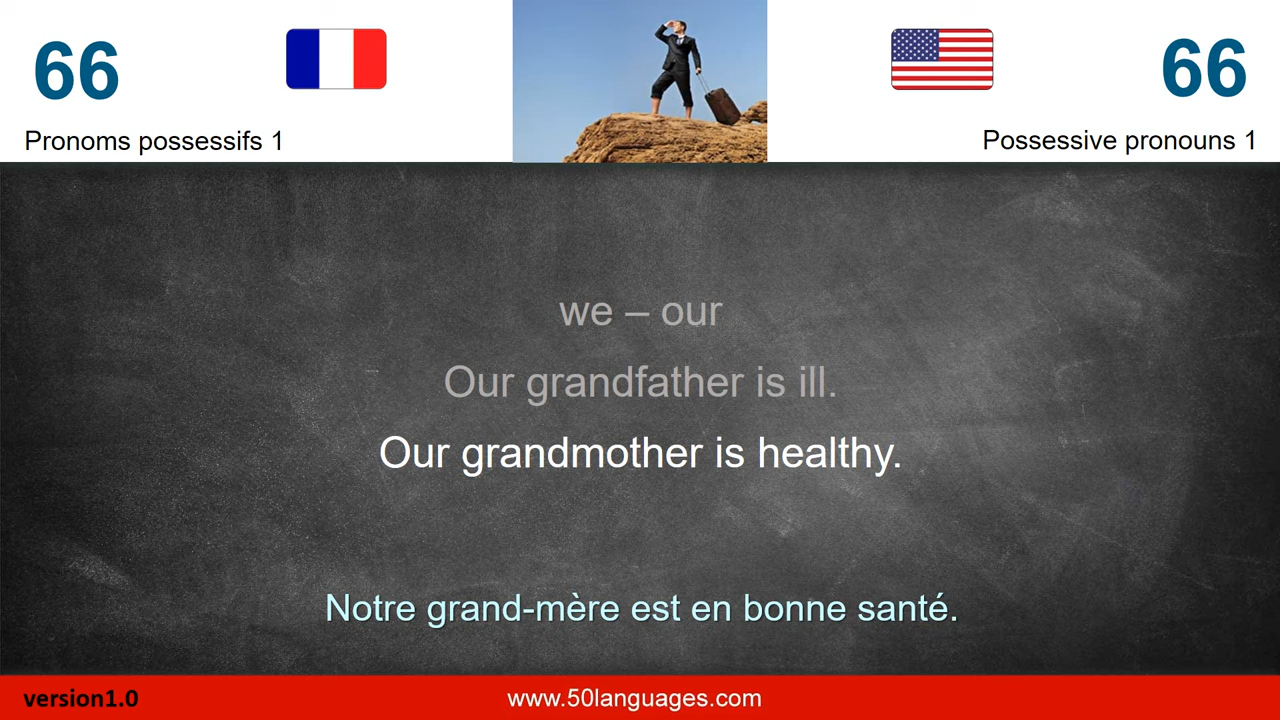 66
66
Pronoms possessifs 1
Possessive pronouns 1
we – our
Our grandfather is ill.
Our grandmother is healthy.
Notre grand-mère est en bonne santé.
version1.0
www.50languages.com